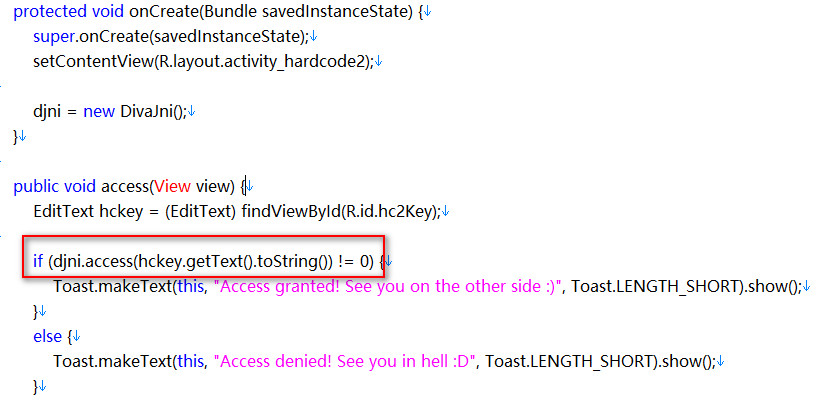 protected void onCreate(Bundle savedInstanceState) {↓
super.onCreate(savedInstanceState);↓
setContentView(R.layout.activity_hardcode2);↓
↓
djni = new DivaJni();↓
}↓
↓
public void access(View view) {↓
EditText hckey = (EditText) findViewById(R.id.hc2Key);↓
↓
if (djni.access(hckey.getText().toString()) != 0) {↓
Toast.makeText(this, "Access granted! See you on the other side :)", Toast.LENGTH_SHORT).show();↓
}↓
else {↓
Toast.makeText(this, "Access denied! See you in hell :D", Toast.LENGTH_SHORT).show();↓
}↓